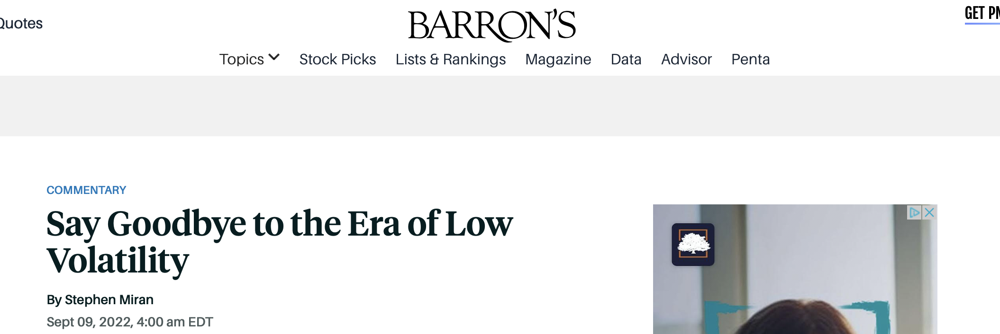 Quotes
BARRON'S
GET
Topics Stock Picks Lists & Rankings Magazine Data Advisor Penta
COMMENTARY
Say Goodbye to the Era of Low
Volatility
By Stephen Miran
Sept 09, 2022, 4:00 am EDT